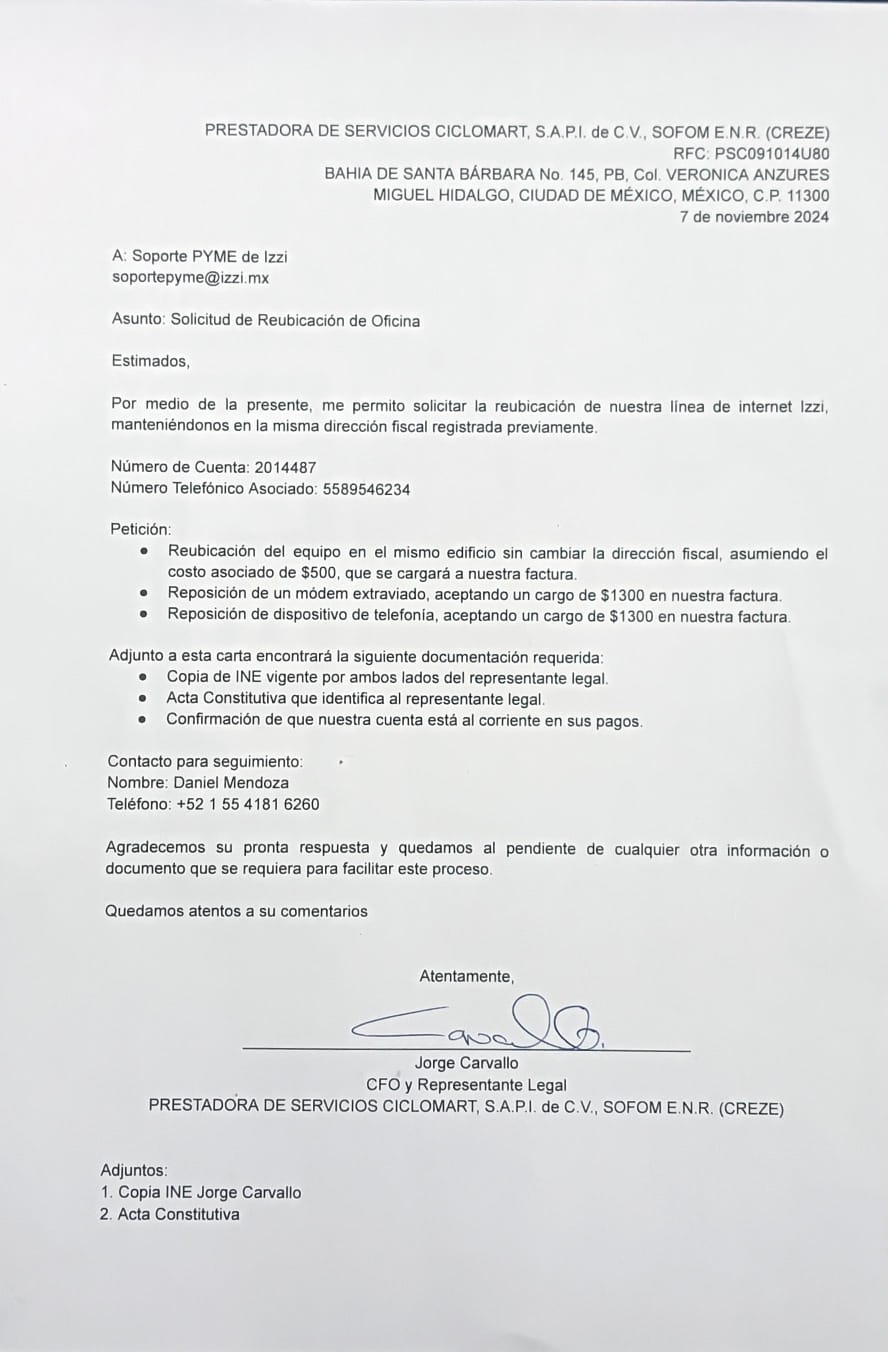 PRESTADORA DE SERVICIOS CICLOMART, S.A.P.I. de C.V., SOFOM E.N.R. (CREZE)
RFC: PSC091014U80
BAHIA DE SANTA BÁRBARA No. 145, PB, Col. VERONICA ANZURES
MIGUEL HIDALGO, CIUDAD DE MÉXICO, MÉXICO, C.P. 11300
7 de noviembre 2024
A: Soporte PYME de Izzi
soportepyme@izzi.mx
Asunto: Solicitud de Reubicación de Oficina
Estimados,
Por medio de la presente, me permito solicitar la reubicación de nuestra línea de internet Izzi,
manteniéndonos en la misma dirección fiscal registrada previamente.
Número de Cuenta: 2014487
Número Telefónico Asociado: 5589546234
Petición:
● Reubicación del equipo en el mismo edificio sin cambiar la dirección fiscal, asumiendo el
costo asociado de $500, que se cargará a nuestra factura.
● Reposición de un módem extraviado, aceptando un cargo de $1300 en nuestra factura.
● Reposición de dispositivo de telefonía, aceptando un cargo de $1300 en nuestra factura.
Adjunto a esta carta encontrará la siguiente documentación requerida:
● Copia de INE vigente por ambos lados del representante legal.
● Acta Constitutiva que identifica al representante legal.
● Confirmación de que nuestra cuenta está al corriente en sus pagos.
Contacto para seguimiento:
Nombre: Daniel Mendoza
Teléfono: +52 1 55 4181 6260
Agradecemos su pronta respuesta y quedamos al pendiente de cualquier otra información o
documento que se requiera para facilitar este proceso.
Quedamos atentos a su comentarios
Atentamente,
Jorge Carvallo
CFO y Representante Legal
PRESTADORA DE SERVICIOS CICLOMART, S.A.P.I. de C.V., SOFOM E.N.R. (CREZE)
Adjuntos:
1. Copia INE Jorge Carvallo
2. Acta Constitutiva